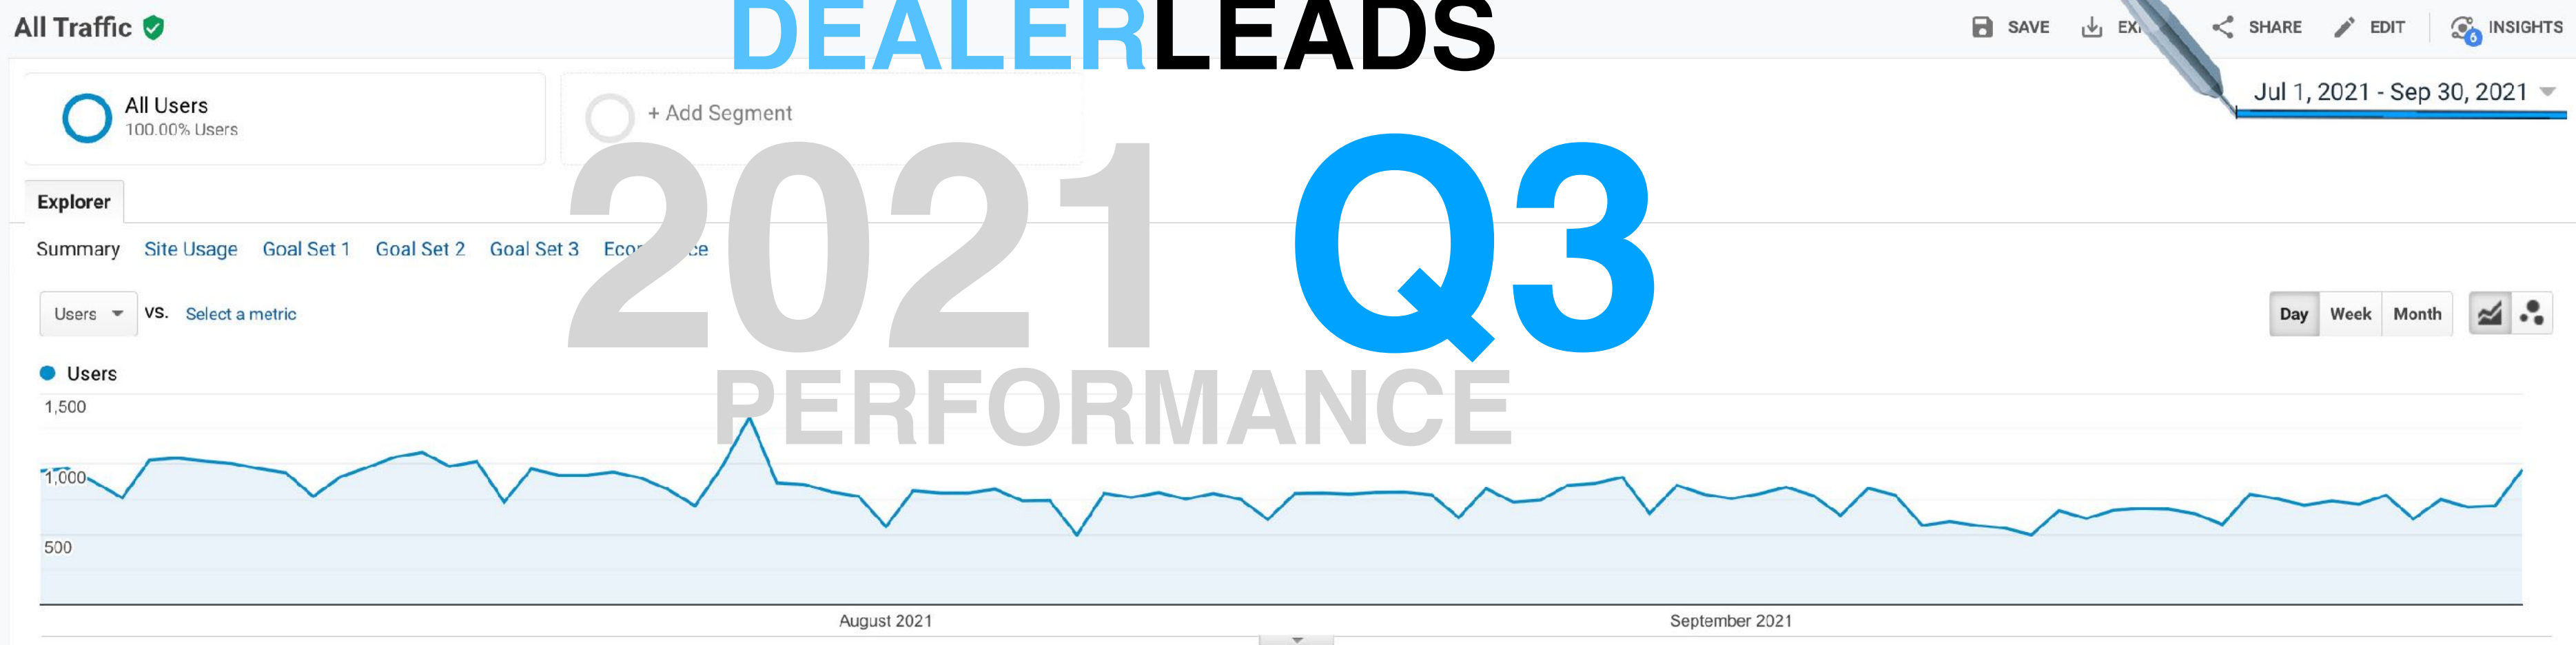 All Traffic
DEALERLEADS
SAVE
SHARE
EDIT
INSIGHTS
6
All Users
100.00% Users
+ Add Segment
Jul 1, 2021 - Sep 30, 2021
2021 Q3
PERFORMANCE
Explorer
Summary Site Usage Goal Set 1 Goal Set 2 Goal Set 3
Users VS. Select a metric
Day Week Month
Users
1,500
1,000
500
August 2021 September 2021